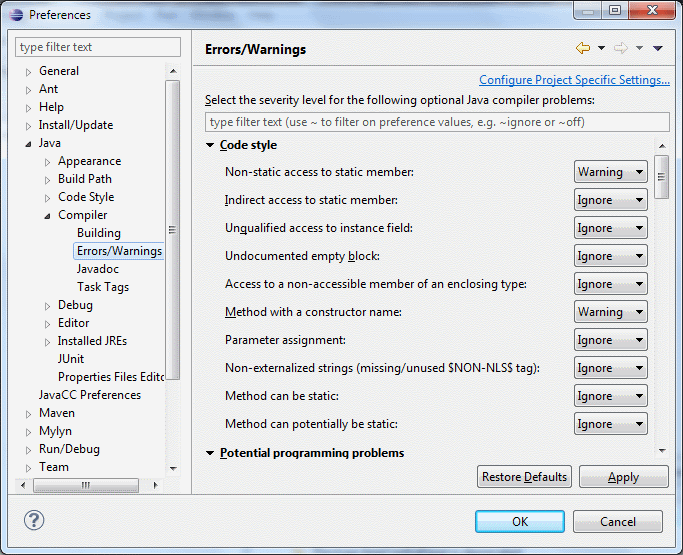 Preferences
type filter text
General
Ant
Help
Install/Update
Java
Appearance
Build Path
Code Style
Compiler
Building
Errors/Warnings
Javadoc
Task Tags
Debug
Editor
Installed JREs
JUnit
Properties Files Edito
JavaCC Preferences
Maven
Mylyn
Run/Debug
Team
Errors/Warnings
Configure Project Specific Settings...
Select the severity level for the following optional Java compiler problems:
type filter text (use ~ to filter on preference values, e.g. ~ignore or ~off)
Code style
Non-static access to static member: Warning
Indirect access to static member: Ignore
Unqualified access to instance field: Ignore
Undocumented empty block: Ignore
Access to a non-accessible member of an enclosing type: Ignore
Method with a constructor name: Warning
Parameter assignment: Ignore
Non-externalized strings (missing/unused $NON-NLS$ tag): Ignore
Method can be static: Ignore
Method can potentially be static: Ignore
Potential programming problems
Restore Defaults Apply
? OK Cancel